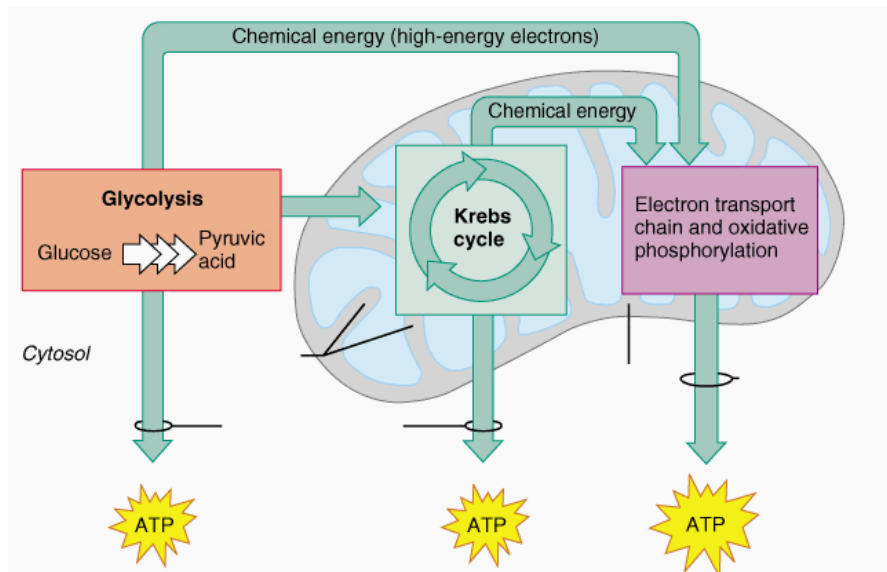 Chemical energy (high-energy electrons)
Chemical energy
Glycolysis
Glucose
Pyruvic
acid
Krebs
cycle
Electron transport
chain and oxidative
phosphorylation
Cytosol
ATP
ATP
ATP